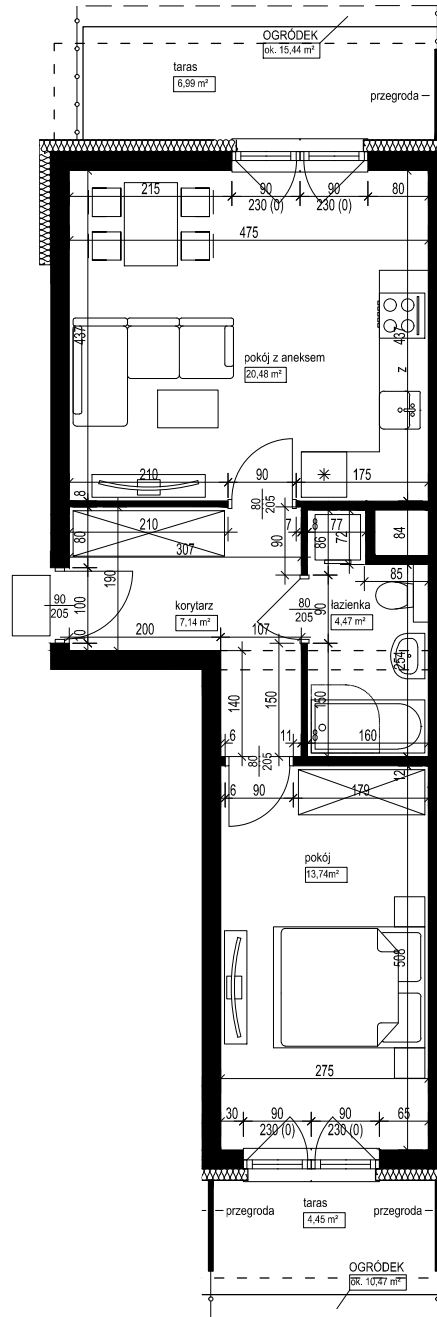 OGRÓDEK
ok. 15,44 m²
taras
6,99 m²
przegroda
215
90
90
80
230 (0)
230 (0)
475
437
437
pokój z aneksem
20,48 m²
Z
210
90
175
8
80
205
210
7
8
77
80
307
90
86
72
84
190
85
90
205
100
korytarz
7,14 m²
80
205
90
łazienka
4,47 m²
10
200
107
254
140
150
150
6
11
8
160
80
205
12
6
90
179
pokój
13,74m²
508
275
30
90
90
65
230 (0)
230 (0)
przegroda
taras
4,45 m²
przegroda
OGRÓDEK
ok. 10,47 m²